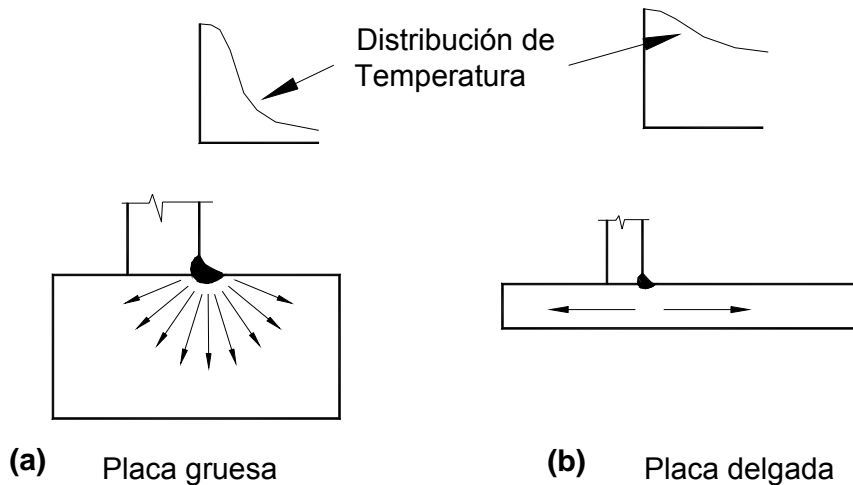 Distribución de
Temperatura
(a) Placa gruesa
(b) Placa delgada